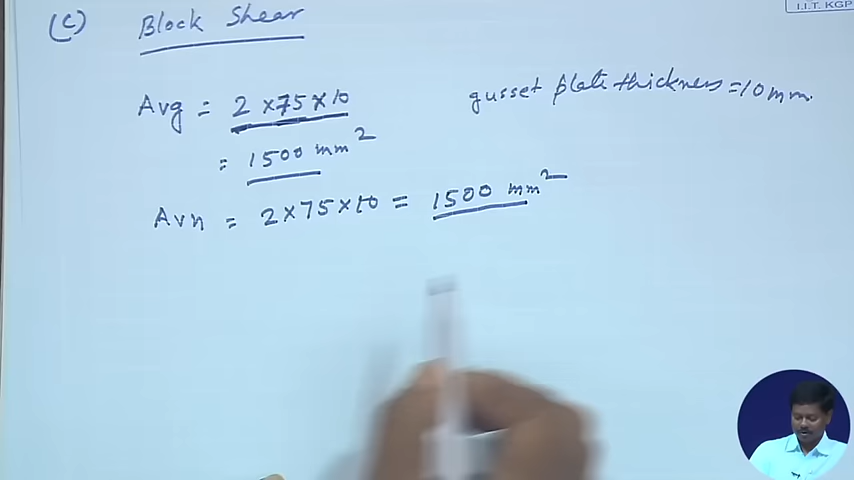 I.I.T. KGP
(c) Block Shear
Avg = 2 × 75 × 10 gusset plate thickness = 10 mm.
= 1500 mm²
Avn = 2 × 75 × 10 = 1500 mm²